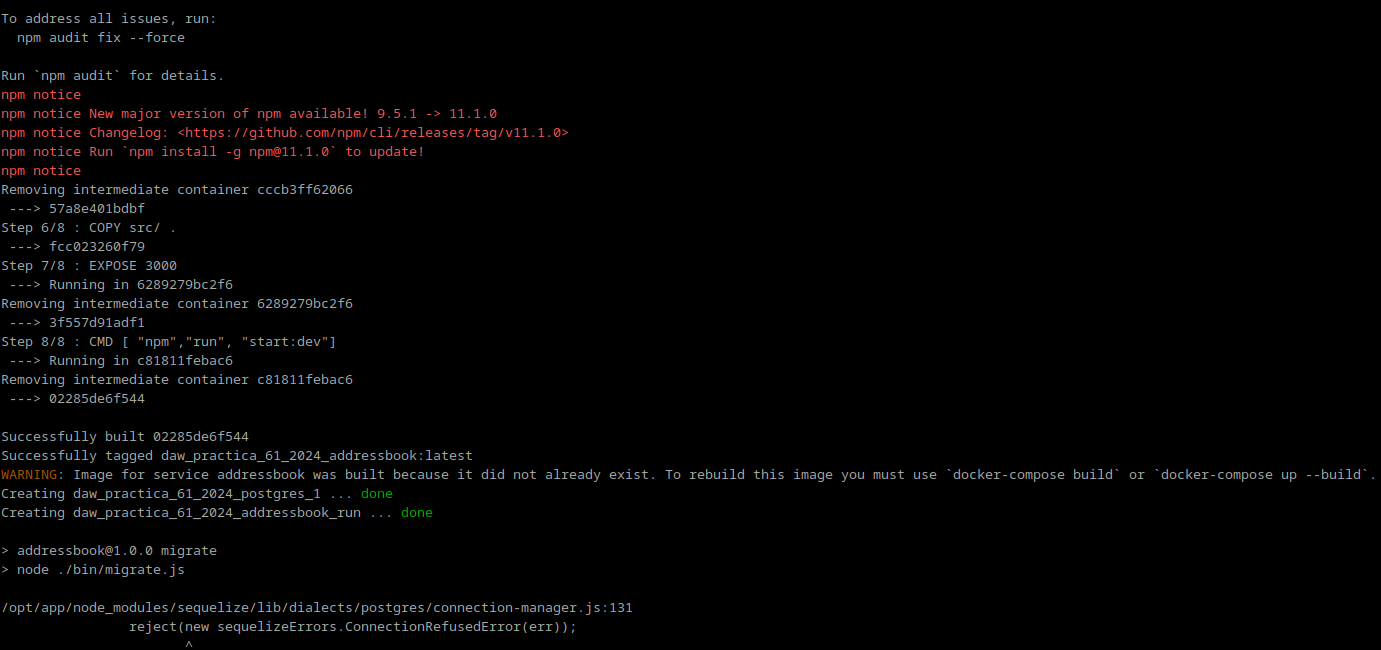 To address all issues, run:
  npm audit fix --force

Run `npm audit` for details.
npm notice
npm notice New major version of npm available! 9.5.1 -> 11.1.0
npm notice Changelog: <https://github.com/npm/cli/releases/tag/v11.1.0>
npm notice Run `npm install -g npm@11.1.0` to update!
npm notice
Removing intermediate container cccb3ff62066
 ---> 57a8e401bdbf
Step 6/8 : COPY src/ .
 ---> fcc023260f79
Step 7/8 : EXPOSE 3000
 ---> Running in 6289279bc2f6
Removing intermediate container 6289279bc2f6
 ---> 3f557d91adf1
Step 8/8 : CMD [ "npm","run", "start:dev"]
 ---> Running in c81811febac6
Removing intermediate container c81811febac6
 ---> 02285de6f544

Successfully built 02285de6f544
Successfully tagged daw_practica_61_2024_addressbook:latest
WARNING: Image for service addressbook was built because it did not already exist. To rebuild this image you must use `docker-compose build` or `docker-compose up --build`.
Creating daw_practica_61_2024_postgres_1 ... done
Creating daw_practica_61_2024_addressbook_run ... done

> addressbook@1.0.0 migrate
> node ./bin/migrate.js

/opt/app/node_modules/sequelize/lib/dialects/postgres/connection-manager.js:131
                reject(new sequelizeErrors.ConnectionRefusedError(err));
                       ^